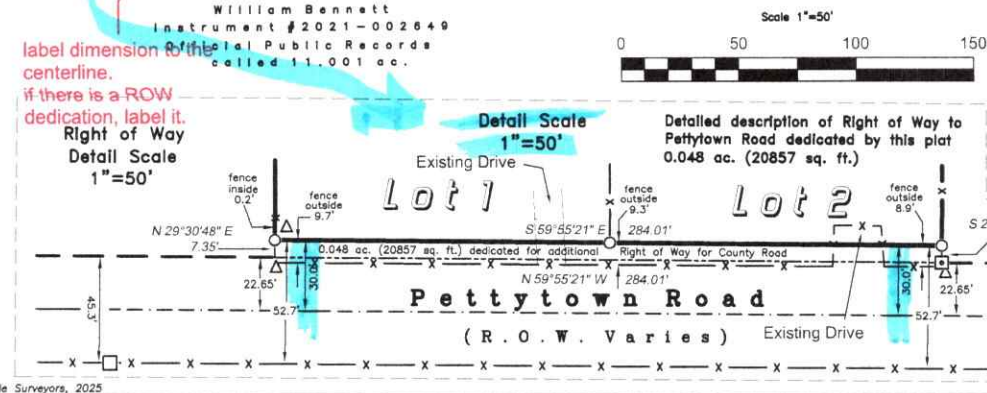 William Bennett
Instrument #2021-002649
Official Public Records
called 11.001 ac.
label dimension to the
centerline.
if there is a ROW
dedication, label it.
Scale 1"=50'
0 50 100 150
Right of Way
Detail Scale
1"=50'
Detail Scale
1"=50'
Existing Drive
Detailed description of Right of Way to
Pettytown Road dedicated by this plat
0.048 ac. (20857 sq. ft.)
fence
inside
0.2'
fence
outside
9.7'
Lot 1
fence
outside
9.3'
Lot 2
fence
outside
8.9'
N 29°30'48" E
7.35'
S 59°55'21" E 284.01'
S 2
0.048 ac. (20857 sq. ft.) dedicated for additional Right of Way for County Road
N 59°55'21" W 284.01'
22.65'
30.0'
45.3'
52.7'
Pettytown Road
(R.O.W. Varies)
Existing Drive
30.0'
22.65'
52.7'
le Surveyors, 2025